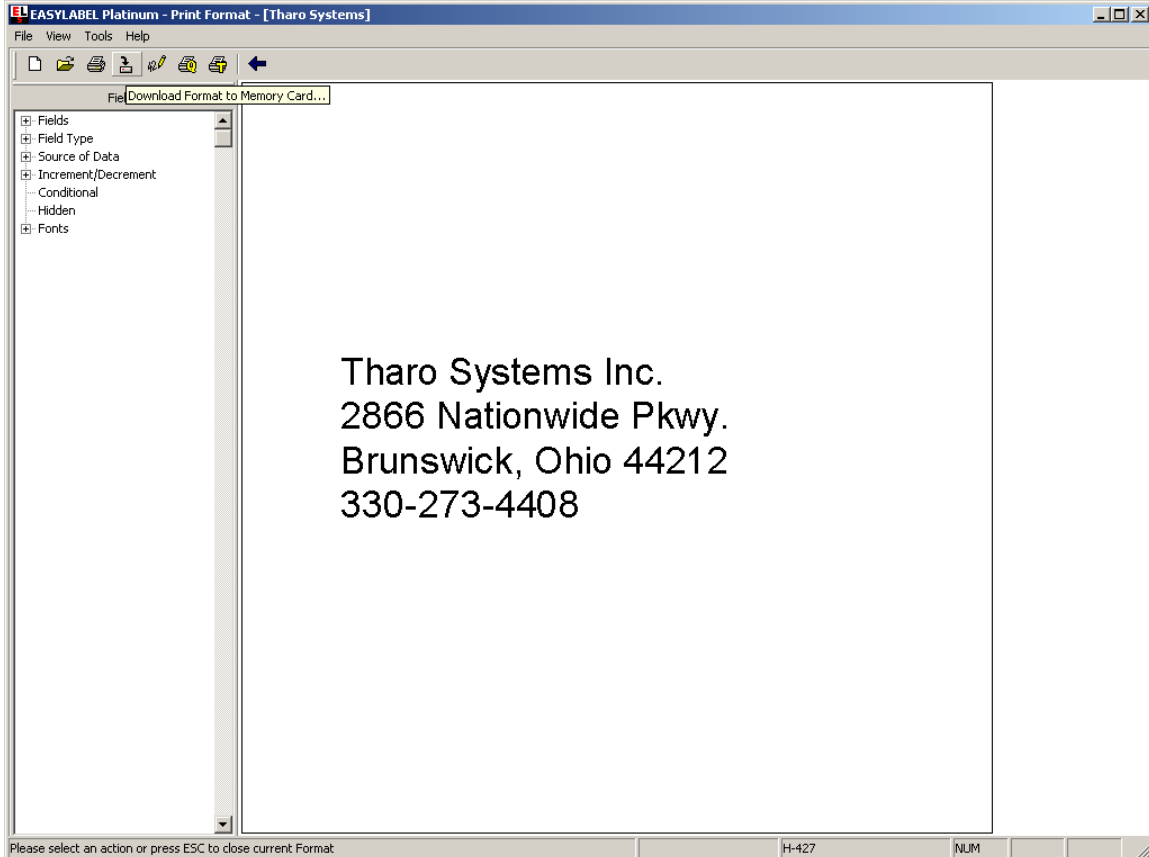 EASYLABEL Platinum - Print Format - [Tharo Systems]
File View Tools Help
Download Format to Memory Card...
Fields
Field Type
Source of Data
Increment/Decrement
Conditional
Hidden
Fonts
Tharo Systems Inc.
2866 Nationwide Pkwy.
Brunswick, Ohio 44212
330-273-4408
Please select an action or press ESC to close current Format
H-427
NUM